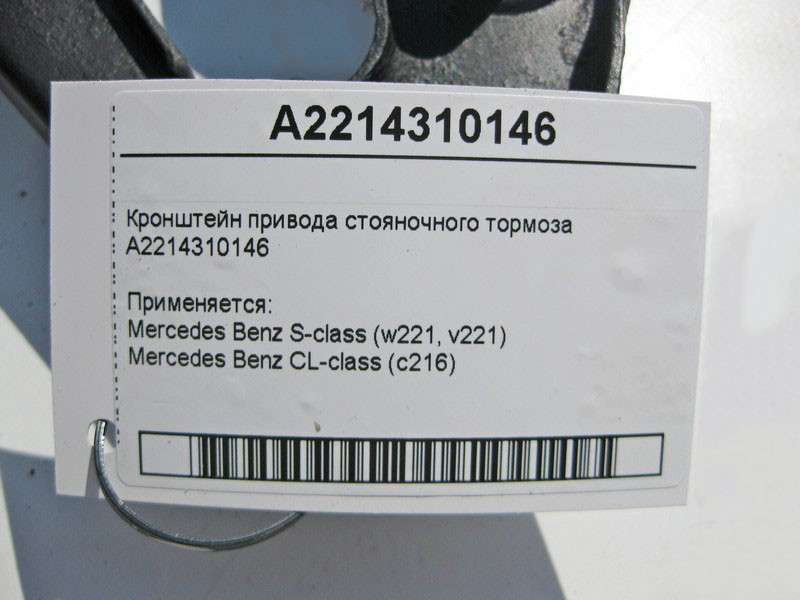 A2214310146
Кронштейн привода стояночного тормоза
A2214310146
Применяется:
Mercedes Benz S-class (w221, v221)
Mercedes Benz CL-class (c216)